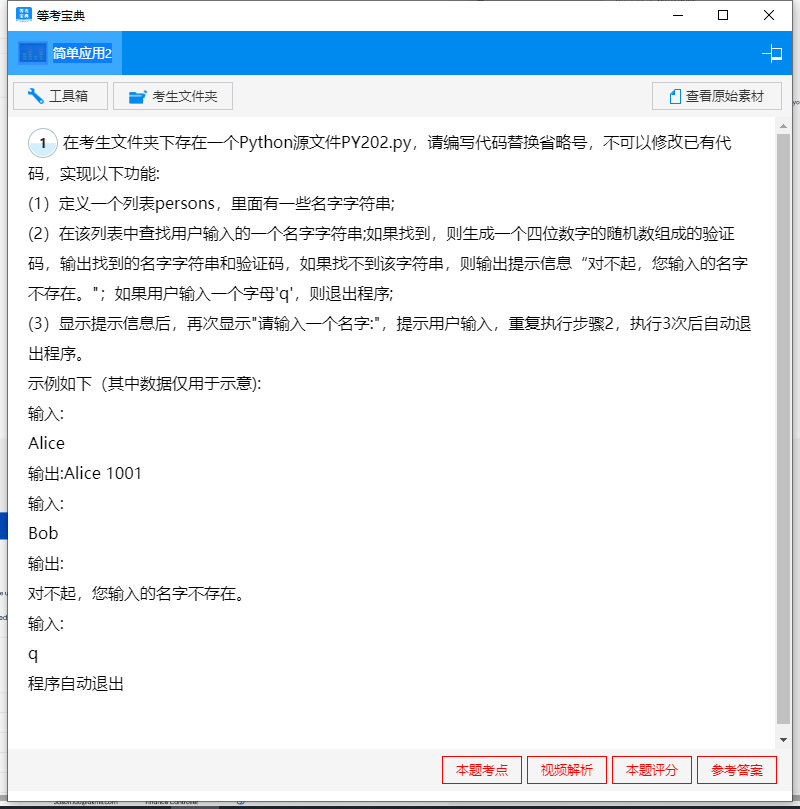 等考宝典
简单应用2
工具箱
考生文件夹
查看原始素材
1 在考生文件夹下存在一个Python源文件PY202.py，请编写代码替换省略号，不可以修改已有代
码，实现以下功能:
(1）定义一个列表persons，里面有一些名字字符串;
(2）在该列表中查找用户输入的一个名字字符串;如果找到，则生成一个四位数字的随机数组成的验证
码，输出找到的名字字符串和验证码，如果找不到该字符串，则输出提示信息“对不起，您输入的名字
不存在。"；如果用户输入一个字母'q'，则退出程序;
(3）显示提示信息后，再次显示"请输入一个名字:"，提示用户输入，重复执行步骤2，执行3次后自动退
出程序。
示例如下（其中数据仅用于示意):
输入:
Alice
输出:Alice 1001
输入:
Bob
输出:
对不起，您输入的名字不存在。
输入:
q
程序自动退出
本题考点
视频解析
本题评分
参考答案